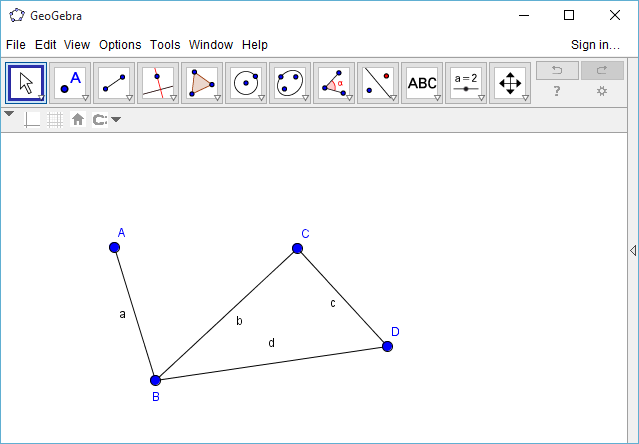 GeoGebra
File Edit View Options Tools Window Help Sign in...
A α ABC a = 2 ?
A
C
a
b
c
d
D
B